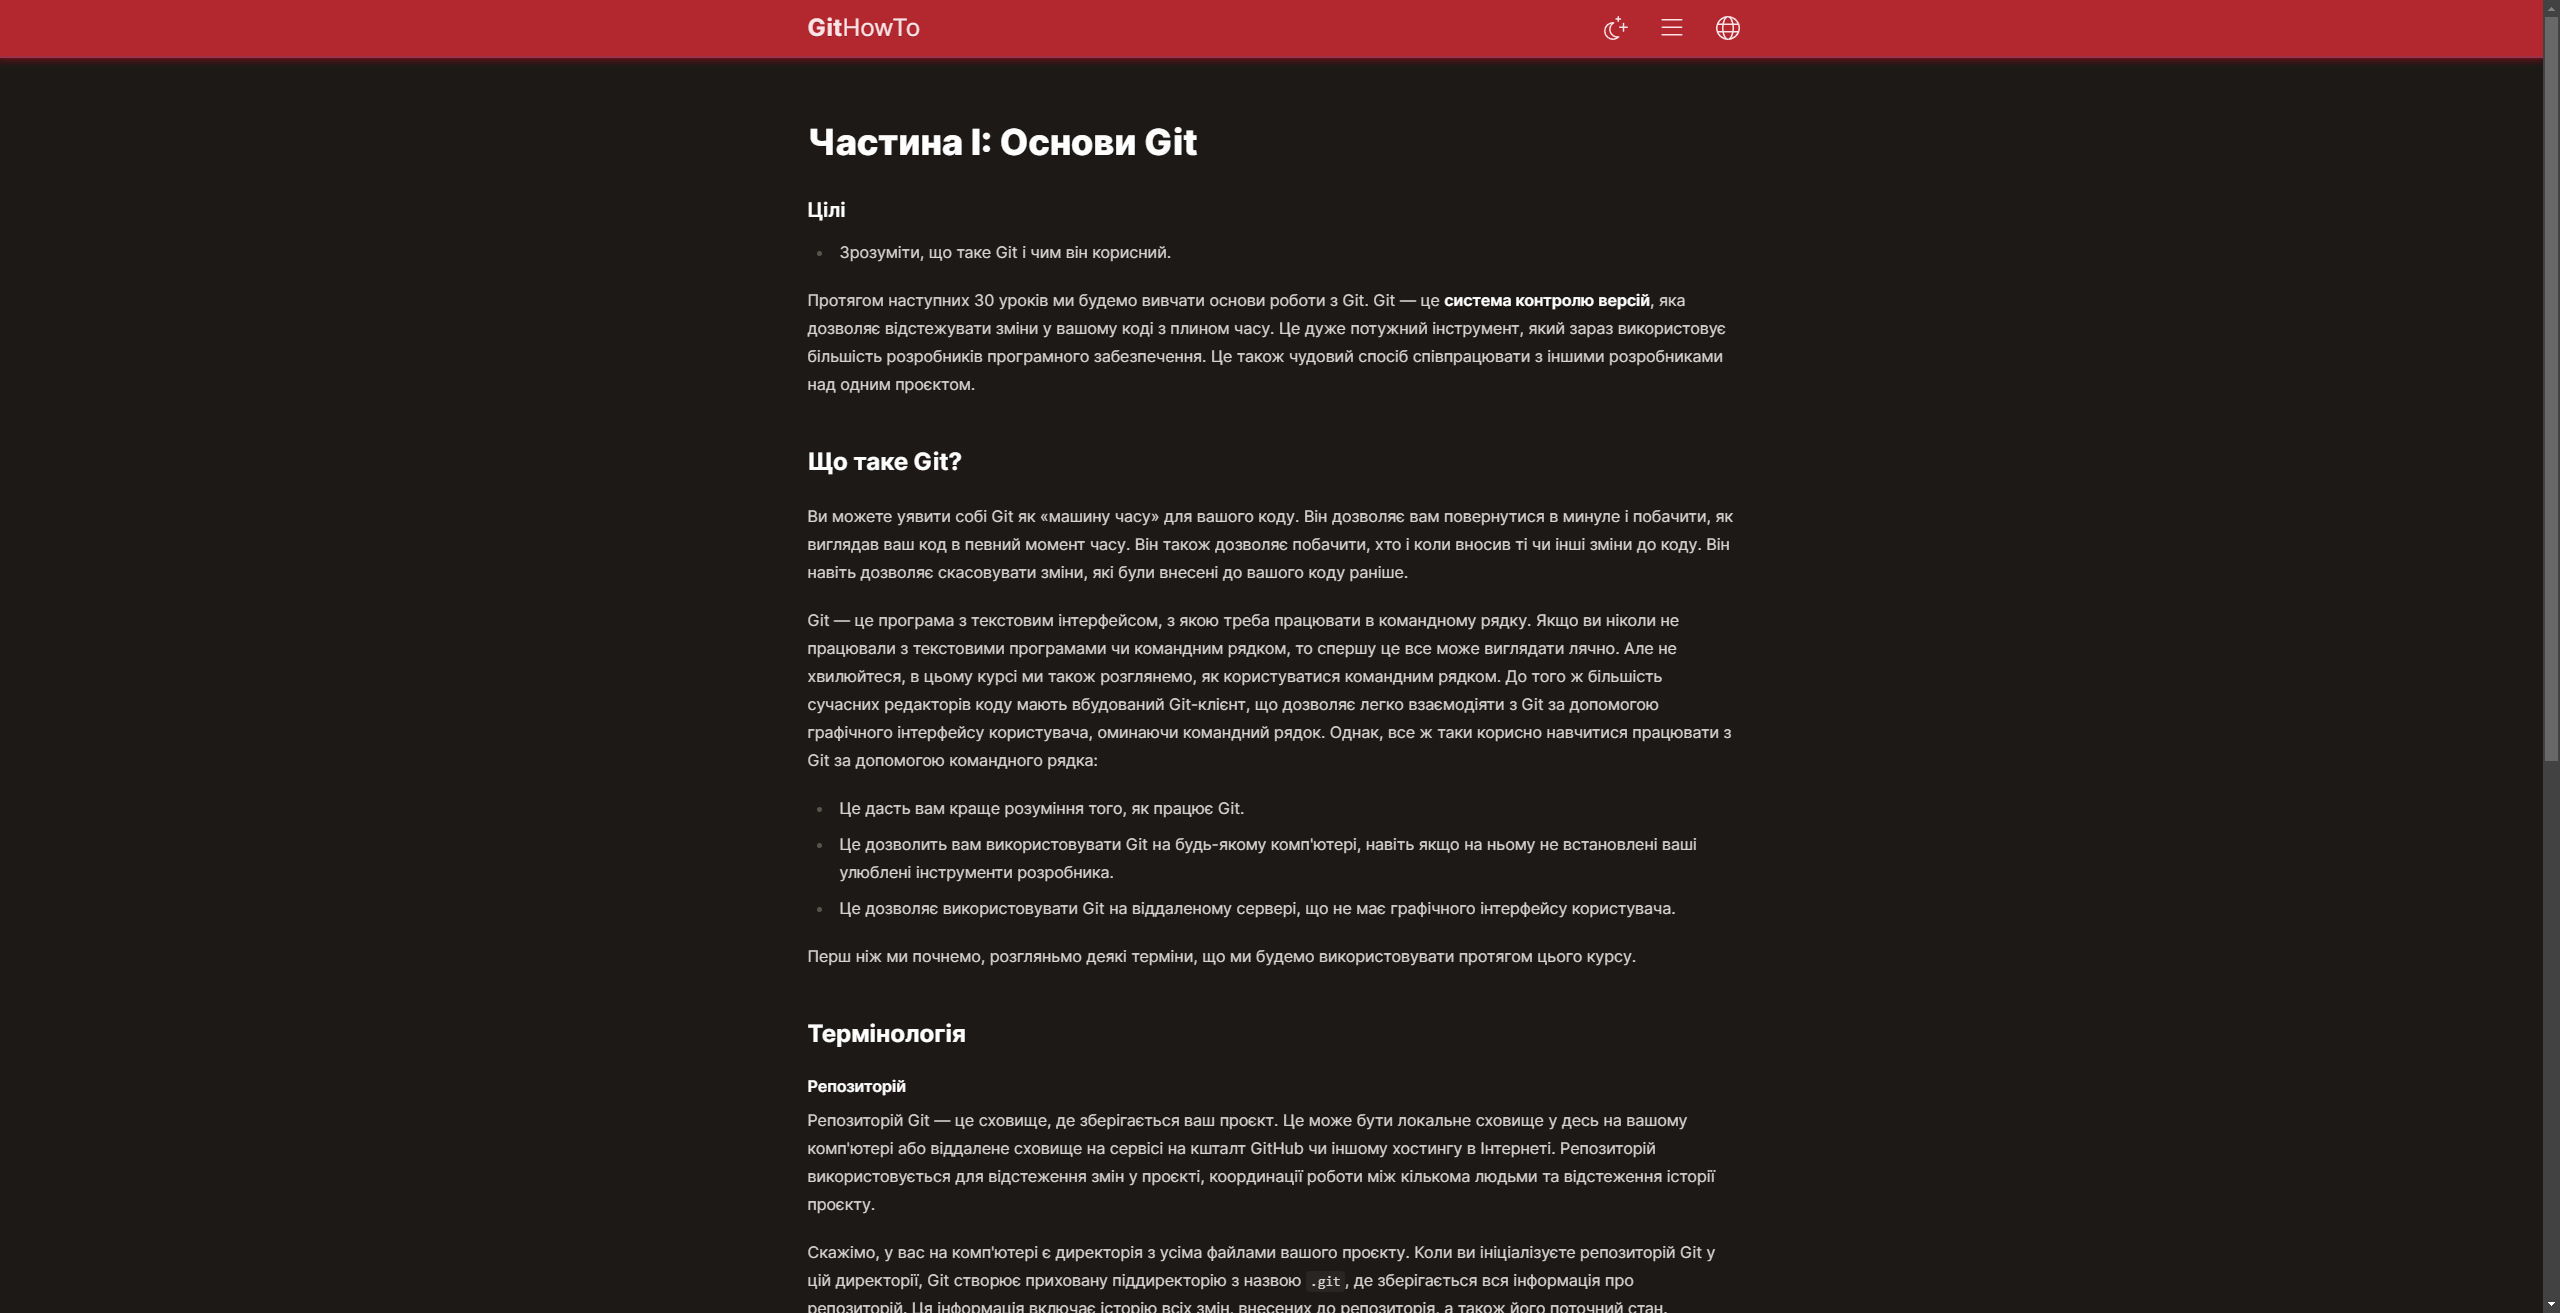 GitHowTo
Частина I: Основи Git
Цілі
Зрозуміти, що таке Git і чим він корисний.
Протягом наступних 30 уроків ми будемо вивчати основи роботи з Git. Git — це система контролю версій, яка
дозволяє відстежувати зміни у вашому коді з плином часу. Це дуже потужний інструмент, який зараз використовує
більшість розробників програмного забезпечення. Це також чудовий спосіб співпрацювати з іншими розробниками
над одним проєктом.
Що таке Git?
Ви можете уявити собі Git як «машину часу» для вашого коду. Він дозволяє вам повернутися в минуле і побачити, як
виглядав ваш код в певний момент часу. Він також дозволяє побачити, хто і коли вносив ті чи інші зміни до коду. Він
навіть дозволяє скасовувати зміни, які були внесені до вашого коду раніше.
Git — це програма з текстовим інтерфейсом, з якою треба працювати в командному рядку. Якщо ви ніколи не
працювали з текстовими програмами чи командним рядком, то спершу це все може виглядати лячно. Але не
хвилюйтеся, в цьому курсі ми також розглянемо, як користуватися командним рядком. До того ж більшість
сучасних редакторів коду мають вбудований Git-клієнт, що дозволяє легко взаємодіяти з Git за допомогою
графічного інтерфейсу користувача, оминаючи командний рядок. Однак, все ж таки корисно навчитися працювати з
Git за допомогою командного рядка:
Це дасть вам краще розуміння того, як працює Git.
Це дозволить вам використовувати Git на будь-якому комп'ютері, навіть якщо на ньому не встановлені ваші
улюблені інструменти розробника.
Це дозволяє використовувати Git на віддаленому сервері, що не має графічного інтерфейсу користувача.
Перш ніж ми почнемо, розгляньмо деякі терміни, що ми будемо використовувати протягом цього курсу.
Термінологія
Репозиторій
Репозиторій Git — це сховище, де зберігається ваш проєкт. Це може бути локальне сховище у десь на вашому
комп'ютері або віддалене сховище на сервісі на кшталт GitHub чи іншому хостингу в Інтернеті. Репозиторій
використовується для відстеження змін у проєкті, координації роботи між кількома людьми та відстеження історії
проєкту.
Скажімо, у вас на комп'ютері є директорія з усіма файлами вашого проєкту. Коли ви ініціалізуєте репозиторій Git у
цій директорії, Git створює приховану піддиректорію з назвою .git, де зберігається вся інформація про
репозиторій. Ця інформація включає історію всіх змін, внесених до репозиторія, а також його поточний стан.